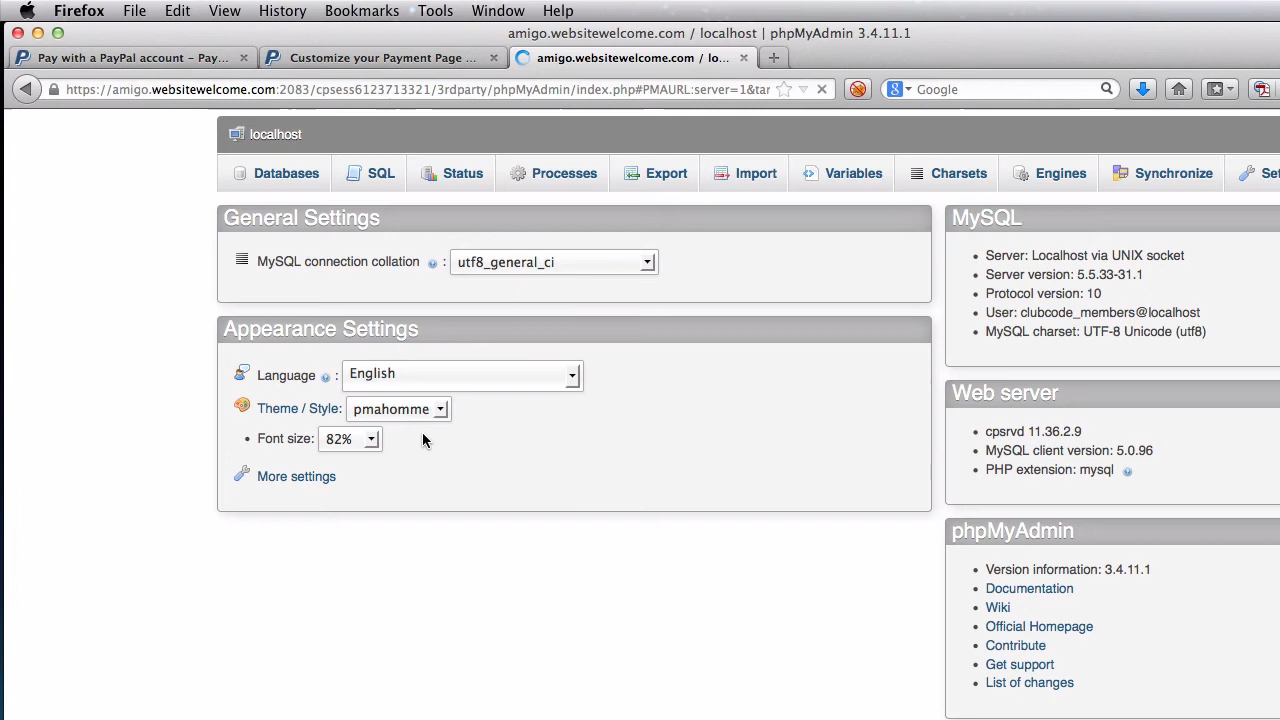 Firefox File Edit View History Bookmarks Tools Window Help
amigo.websitewelcome.com / localhost | phpMyAdmin 3.4.11.1
Pay with a PayPal account – Pay... Customize your Payment Page ... amigo.websitewelcome.com / lo...
https://amigo.websitewelcome.com:2083/cpsess6123713321/3rdparty/phpMyAdmin/index.php#PMAURL:server=1&tar Google
localhost
Databases SQL Status Processes Export Import Variables Charsets Engines Synchronize Set
General Settings
MySQL connection collation : utf8_general_ci
Appearance Settings
Language : English
Theme / Style: pmahomme
• Font size: 82%
More settings
MySQL
• Server: Localhost via UNIX socket
• Server version: 5.5.33-31.1
• Protocol version: 10
• User: clubcode_members@localhost
• MySQL charset: UTF-8 Unicode (utf8)
Web server
• cpsrvd 11.36.2.9
• MySQL client version: 5.0.96
• PHP extension: mysql
phpMyAdmin
• Version information: 3.4.11.1
• Documentation
• Wiki
• Official Homepage
• Contribute
• Get support
• List of changes